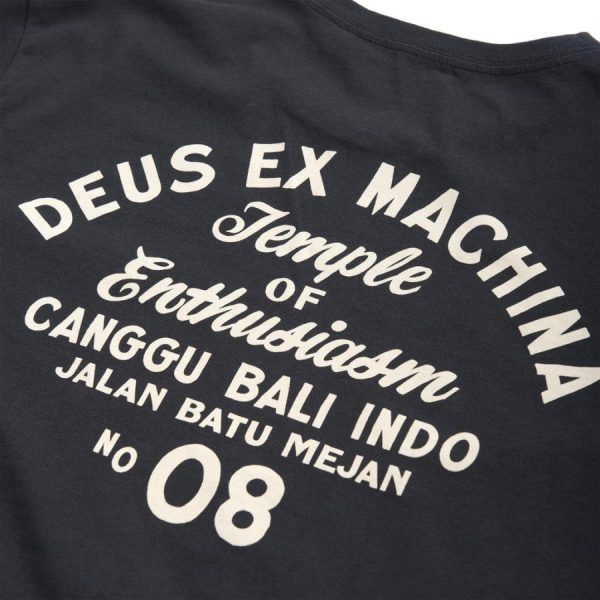 DEUS EX MACHINA
Temple
OF
Enthusiasm
CANGGU BALI INDO
JALAN BATU MEJAN
NO 08